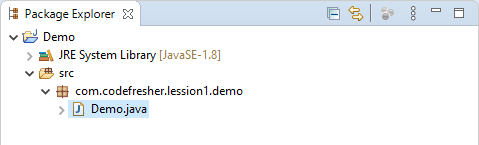 Package Explorer
Demo
JRE System Library [JavaSE-1.8]
src
com.codefresher.lession1.demo
Demo.java